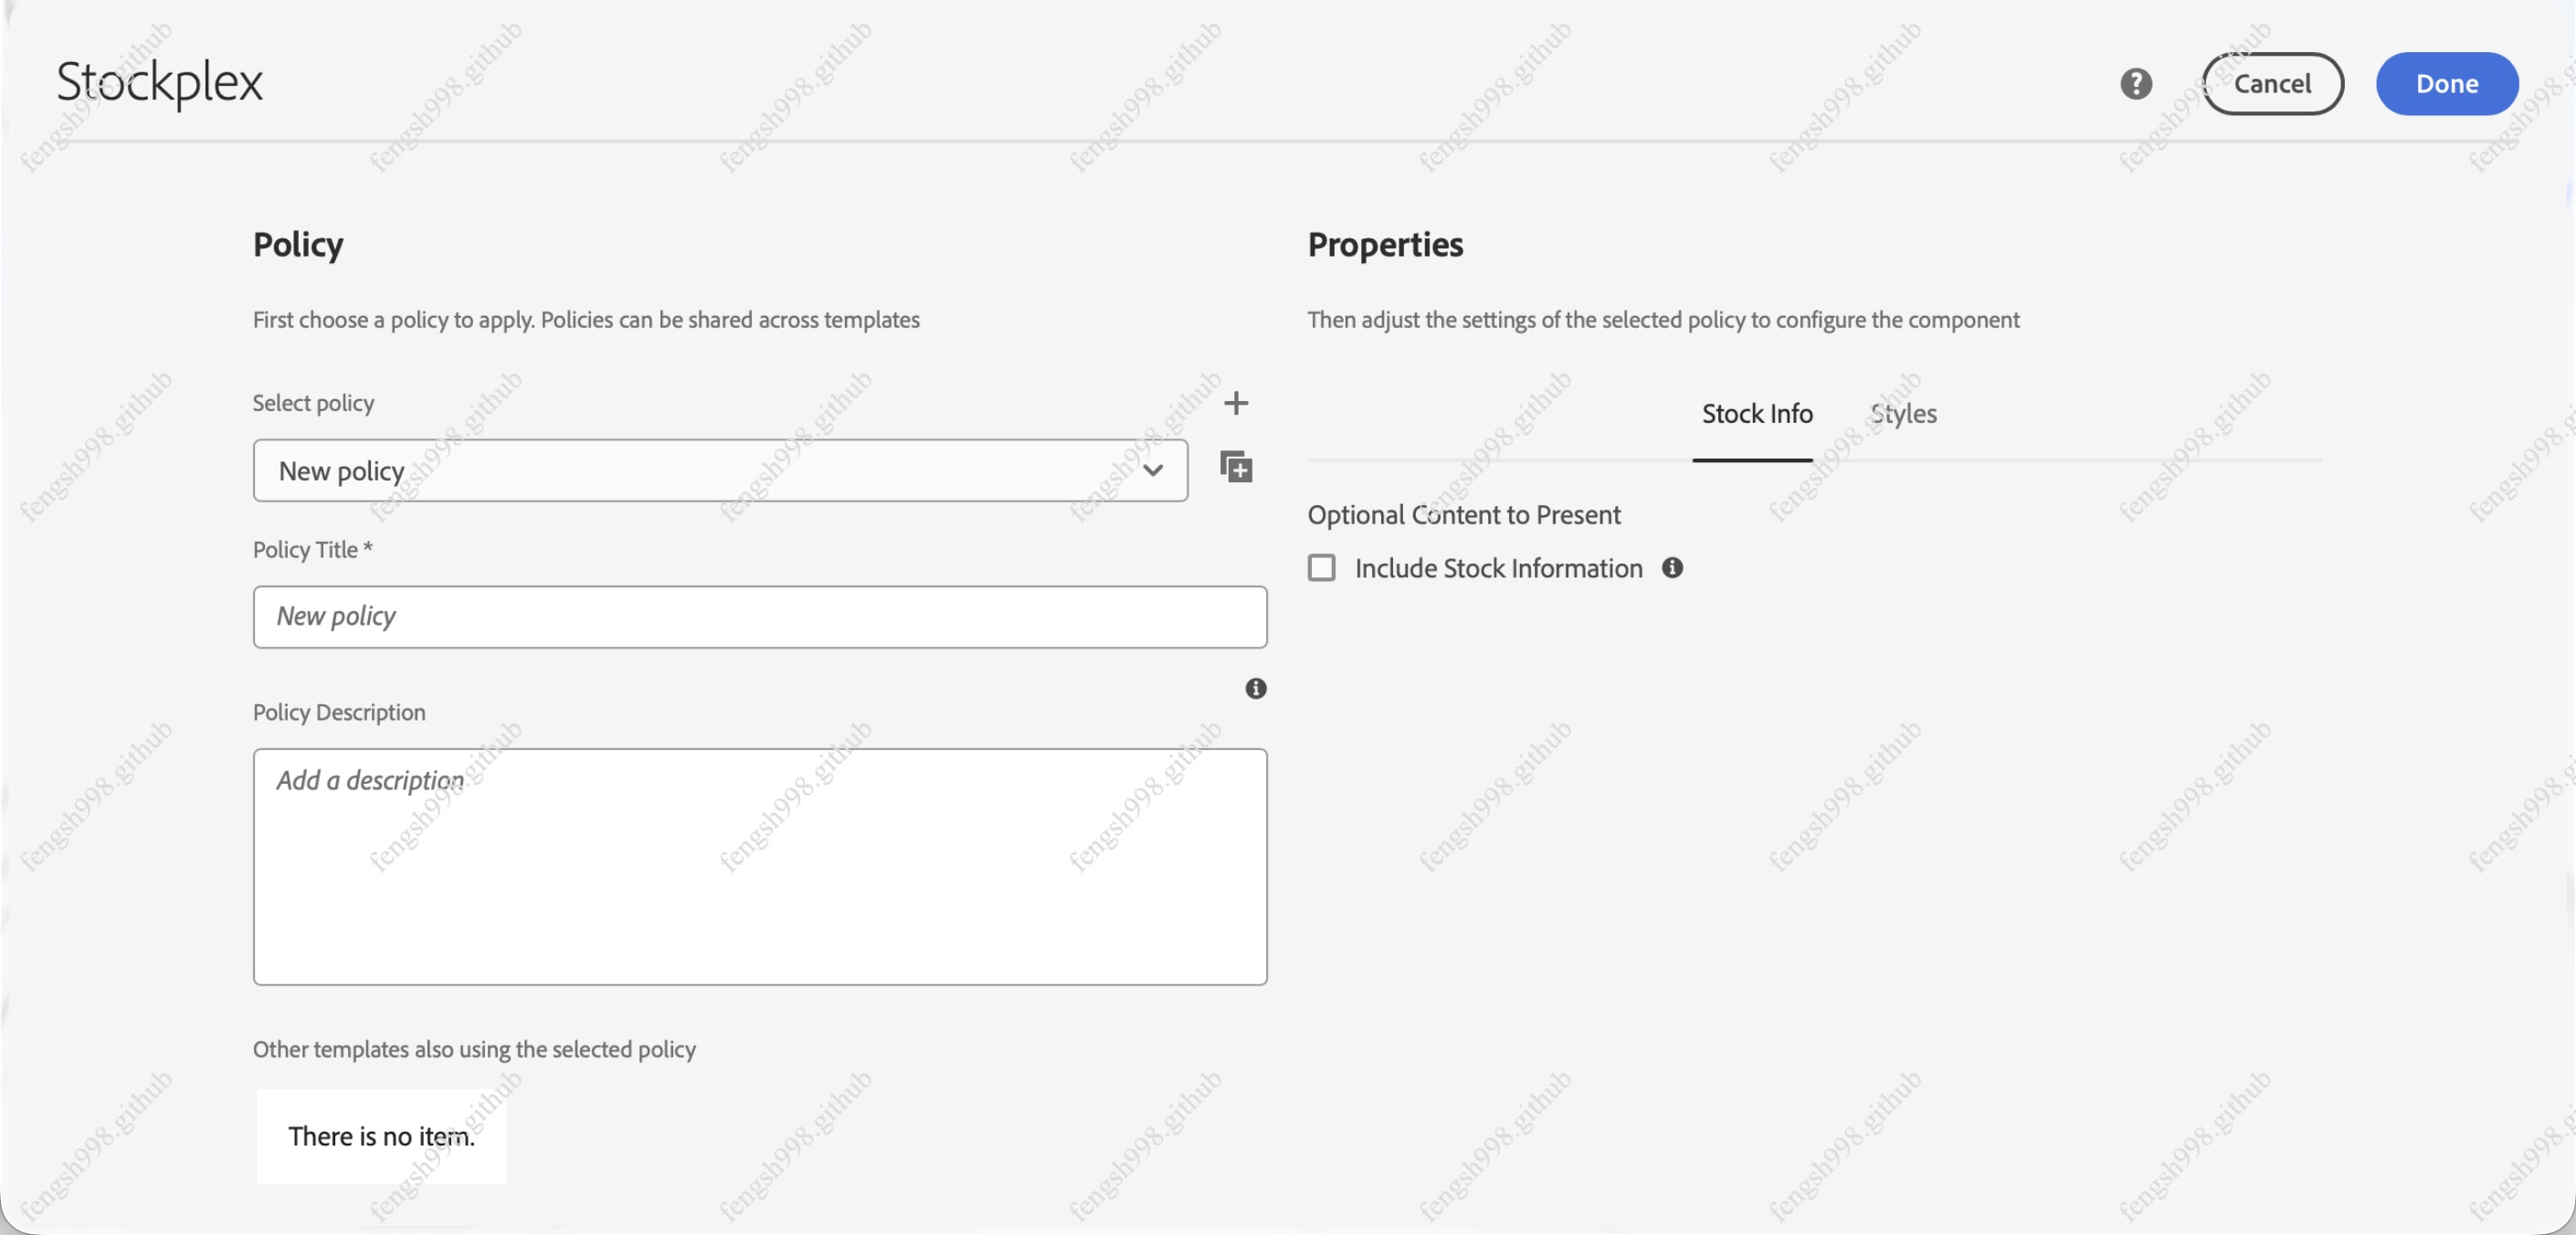 Stockplex
Cancel
Done
Policy
First choose a policy to apply. Policies can be shared across templates
Select policy
New policy
Policy Title *
New policy
Policy Description
Add a description
Other templates also using the selected policy
There is no item.
Properties
Then adjust the settings of the selected policy to configure the component
Stock Info
Styles
Optional Content to Present
Include Stock Information
fengsh998.github